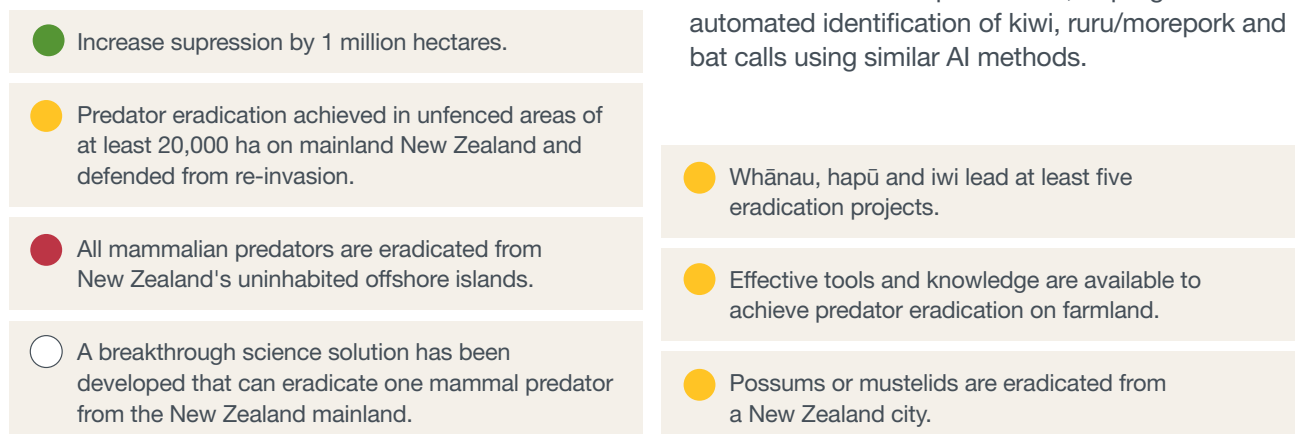 Increase supression by 1 million hectares.
Predator eradication achieved in unfenced areas of
at least 20,000 ha on mainland New Zealand and
defended from re-invasion.
All mammalian predators are eradicated from
New Zealand's uninhabited offshore islands.
A breakthrough science solution has been
developed that can eradicate one mammal predator
from the New Zealand mainland.
automated identification of kiwi, ruru/morepork and
bat calls using similar AI methods.
Whānau, hapū and iwi lead at least five
eradication projects.
Effective tools and knowledge are available to
achieve predator eradication on farmland.
Possums or mustelids are eradicated from
a New Zealand city.